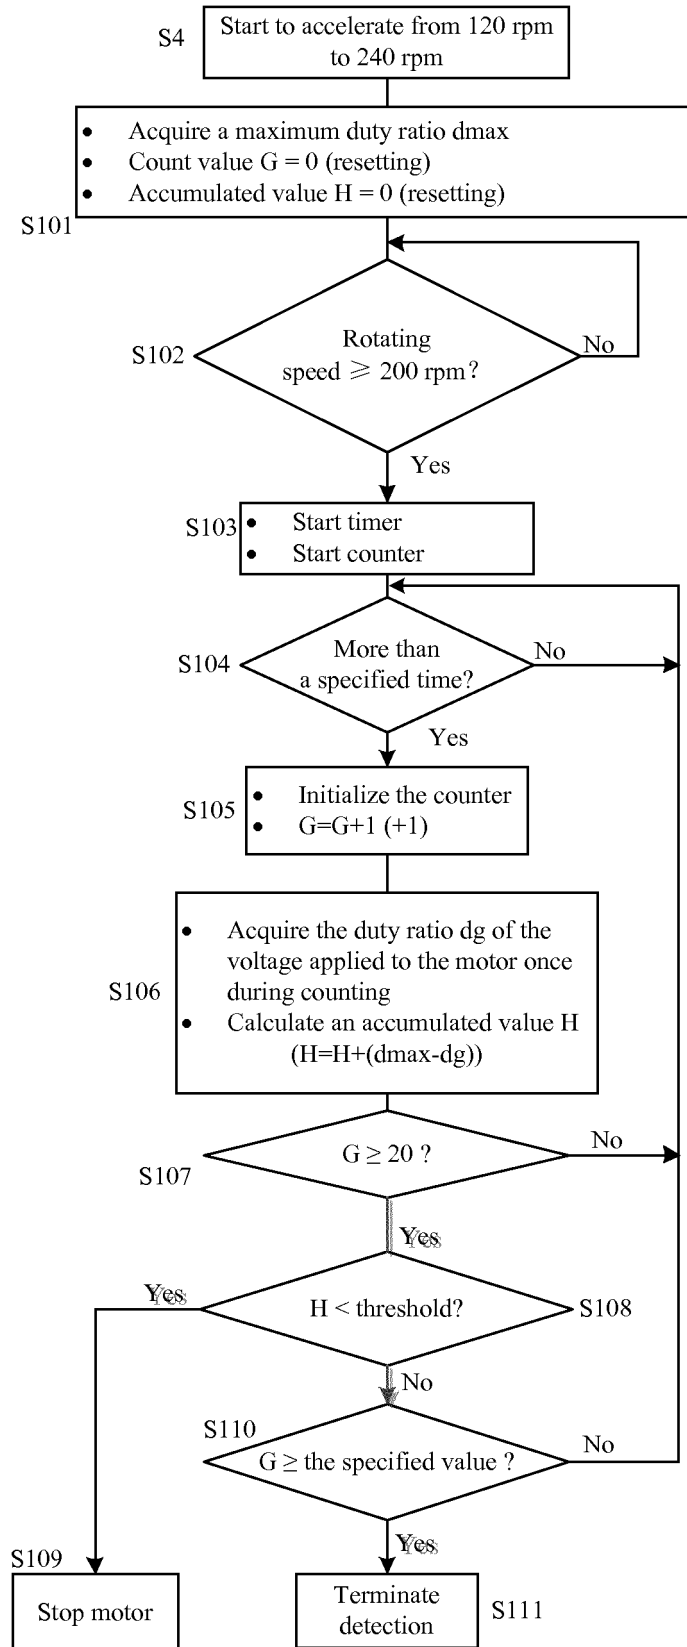 S4
Start to accelerate from 120 rpm
to 240 rpm
• Acquire a maximum duty ratio dmax
• Count value G = 0 (resetting)
• Accumulated value H = 0 (resetting)
S101
S102
Rotating
speed ≥ 200 rpm?
No
Yes
S103
• Start timer
• Start counter
S104
More than
a specified time?
No
Yes
S105
• Initialize the counter
• G=G+1 (+1)
S106
• Acquire the duty ratio dg of the
voltage applied to the motor once
during counting
• Calculate an accumulated value H
(H=H+(dmax-dg))
S107
G ≥ 20 ?
No
Yes
Yes
H < threshold?
S108
No
S110
G ≥ the specified value ?
No
Yes
S109
Stop motor
Terminate
detection
S111